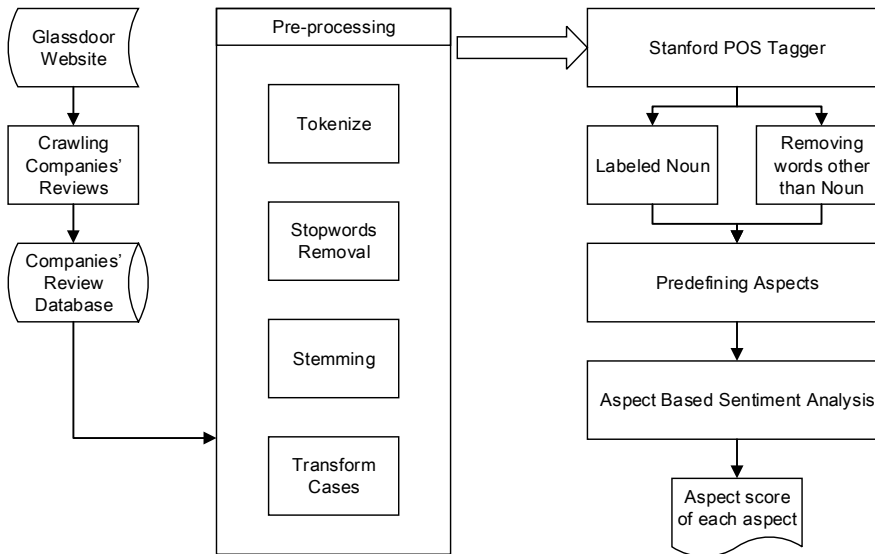 Glassdoor
Website
Crawling
Companies'
Reviews
Companies'
Review
Database
Pre-processing
Tokenize
Stopwords
Removal
Stemming
Transform
Cases
Stanford POS Tagger
Labeled Noun
Removing
words other
than Noun
Predefining Aspects
Aspect Based Sentiment Analysis
Aspect score
of each aspect